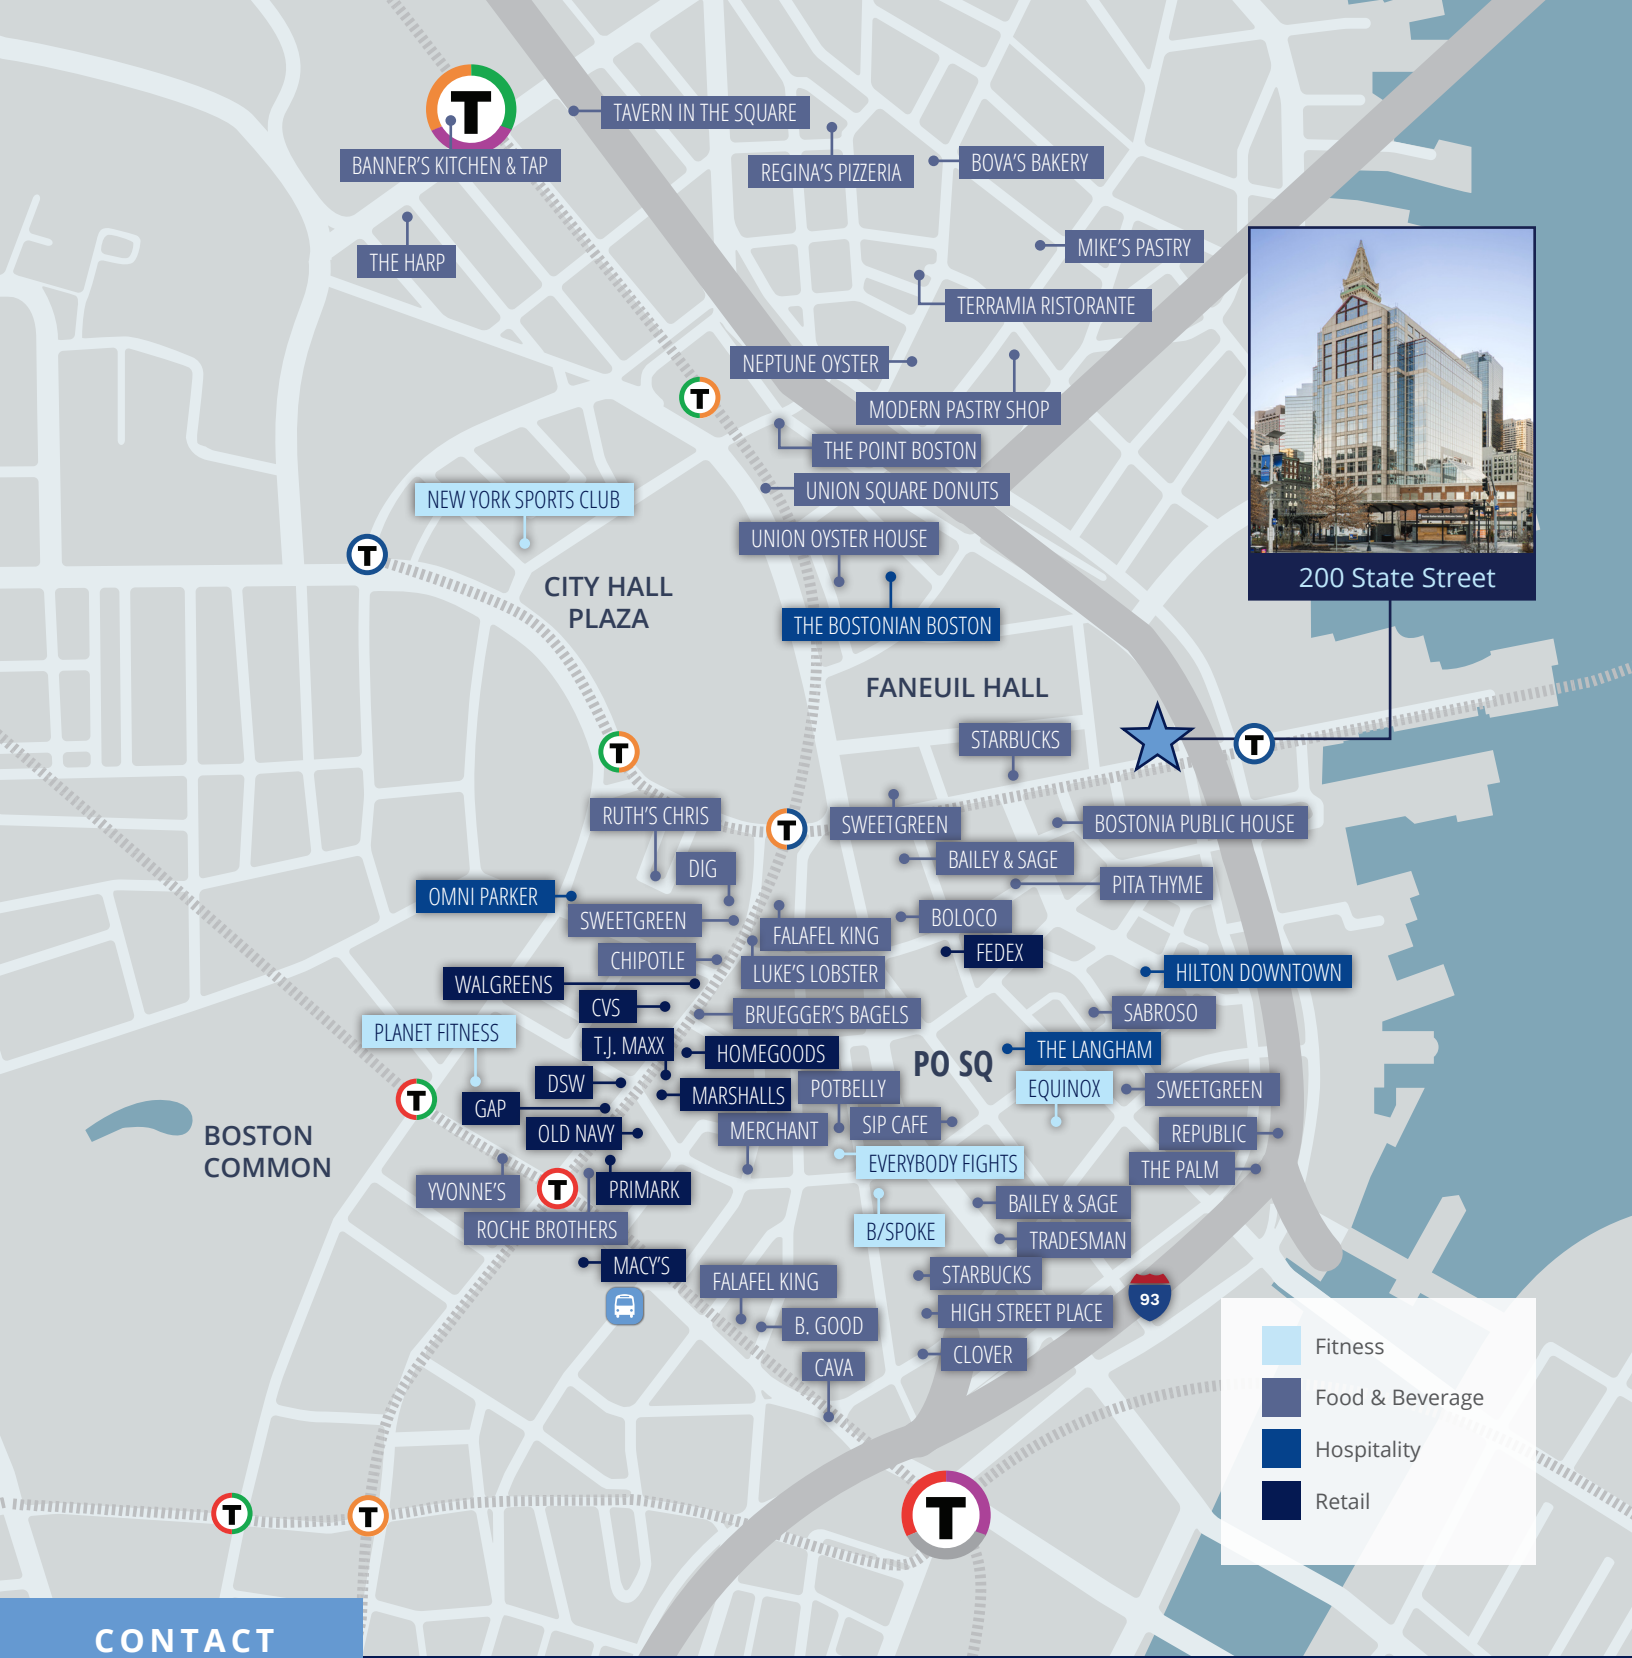 T
TAVERN IN THE SQUARE
BANNER'S KITCHEN & TAP
REGINA'S PIZZERIA
BOVA'S BAKERY
THE HARP
MIKE'S PASTRY
TERRAMIA RISTORANTE
NEPTUNE OYSTER
T
MODERN PASTRY SHOP
THE POINT BOSTON
UNION SQUARE DONUTS
NEW YORK SPORTS CLUB
UNION OYSTER HOUSE
T
CITY HALL
PLAZA
200 State Street
THE BOSTONIAN BOSTON
FANEUIL HALL
STARBUCKS
T
T
RUTH'S CHRIS
T
SWEETGREEN
BOSTONIA PUBLIC HOUSE
DIG
BAILEY & SAGE
PITA THYME
OMNI PARKER
SWEETGREEN
FALAFEL KING
BOLOCO
FEDEX
CHIPOTLE
LUKE'S LOBSTER
HILTON DOWNTOWN
WALGREENS
CVS
BRUEGGER'S BAGELS
SABROSO
PLANET FITNESS
T.J. MAXX
HOMEGOODS
PO SQ
THE LANGHAM
DSW
MARSHALLS
POTBELLY
EQUINOX
SWEETGREEN
T
GAP
OLD NAVY
MERCHANT
SIP CAFE
REPUBLIC
BOSTON
COMMON
EVERYBODY FIGHTS
THE PALM
YVONNE'S
T
PRIMARK
BAILEY & SAGE
ROCHE BROTHERS
B/SPOKE
TRADESMAN
MACY'S
FALAFEL KING
STARBUCKS
93
B. GOOD
HIGH STREET PLACE
CAVA
CLOVER
Fitness
Food & Beverage
Hospitality
Retail
T
T
T
CONTACT